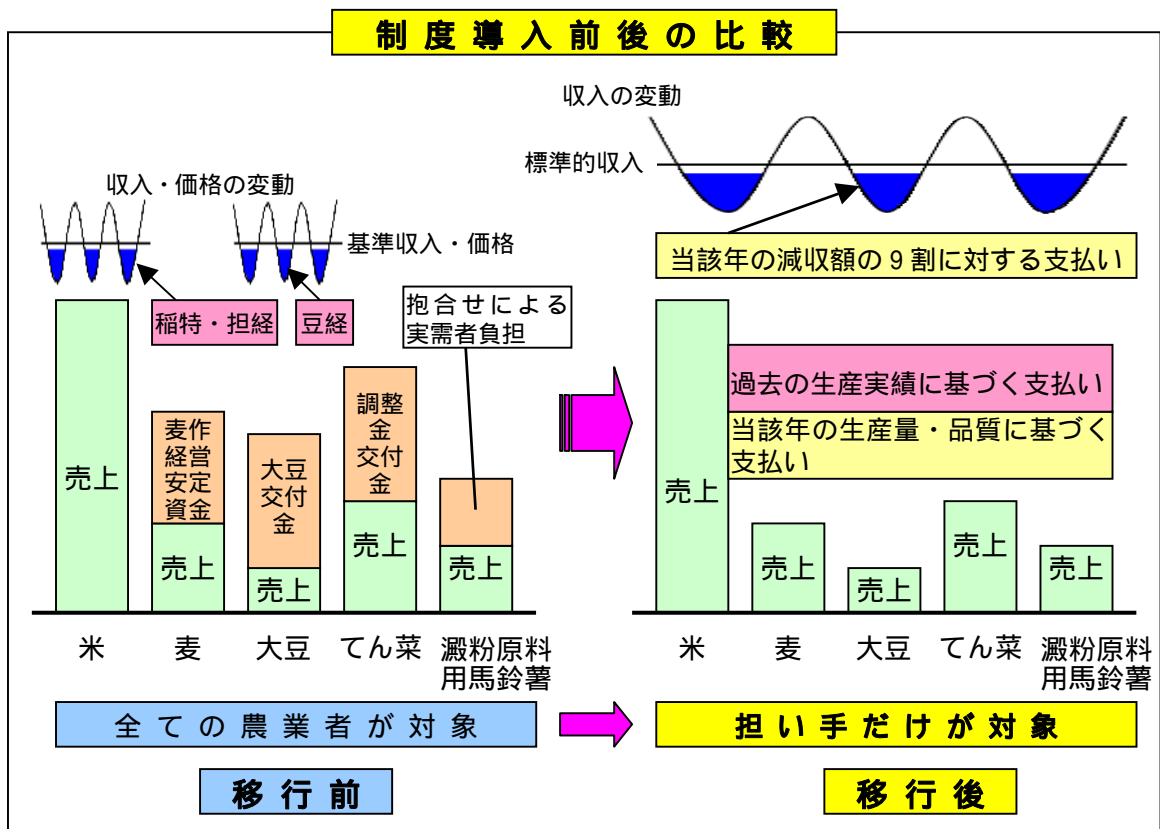 制度導入前後の比較
収入・価格の変動
基準収入・価格
稲特・担経
豆経
抱合せによる
実需者負担
売上
麦作
経営
安定
資金
売上
大豆
交付
金
売上
調整
金
交付
金
売上
売上
米
麦
大豆
てん菜
澱粉原料
用馬鈴薯
全ての農業者が対象
移行前
収入の変動
標準的収入
当該年の減収額の9割に対する支払い
過去の生産実績に基づく支払い
当該年の生産量・品質に基づく
支払い
売上
売上
売上
売上
売上
米
麦
大豆
てん菜
澱粉原料
用馬鈴薯
担い手だけが対象
移行後